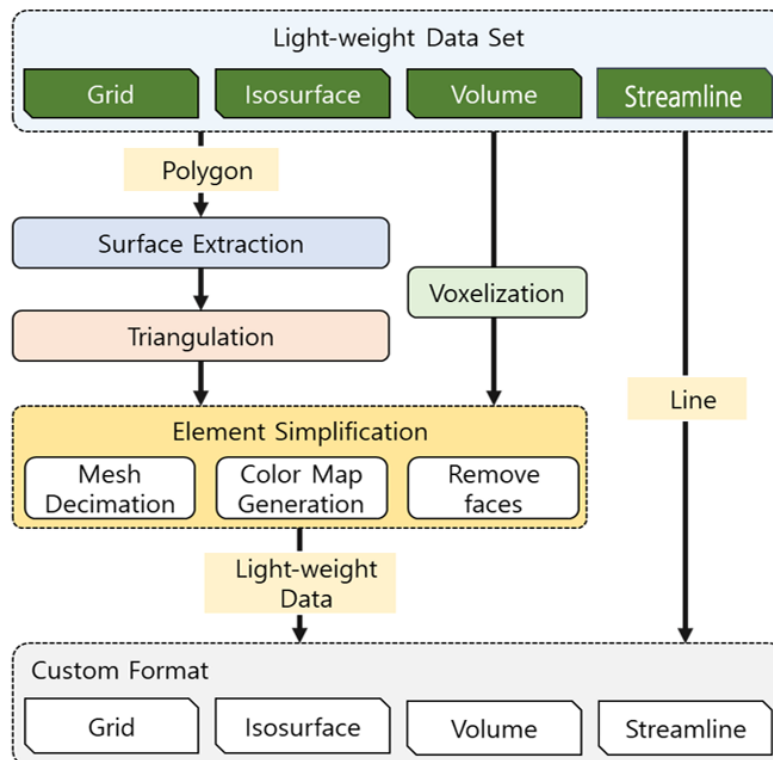 Light-weight Data Set
Grid
Isosurface
Volume
Streamline
Polygon
Surface Extraction
Voxelization
Triangulation
Line
Element Simplification
Mesh
Decimation
Color Map
Generation
Remove
faces
Light-weight
Data
Custom Format
Grid
Isosurface
Volume
Streamline